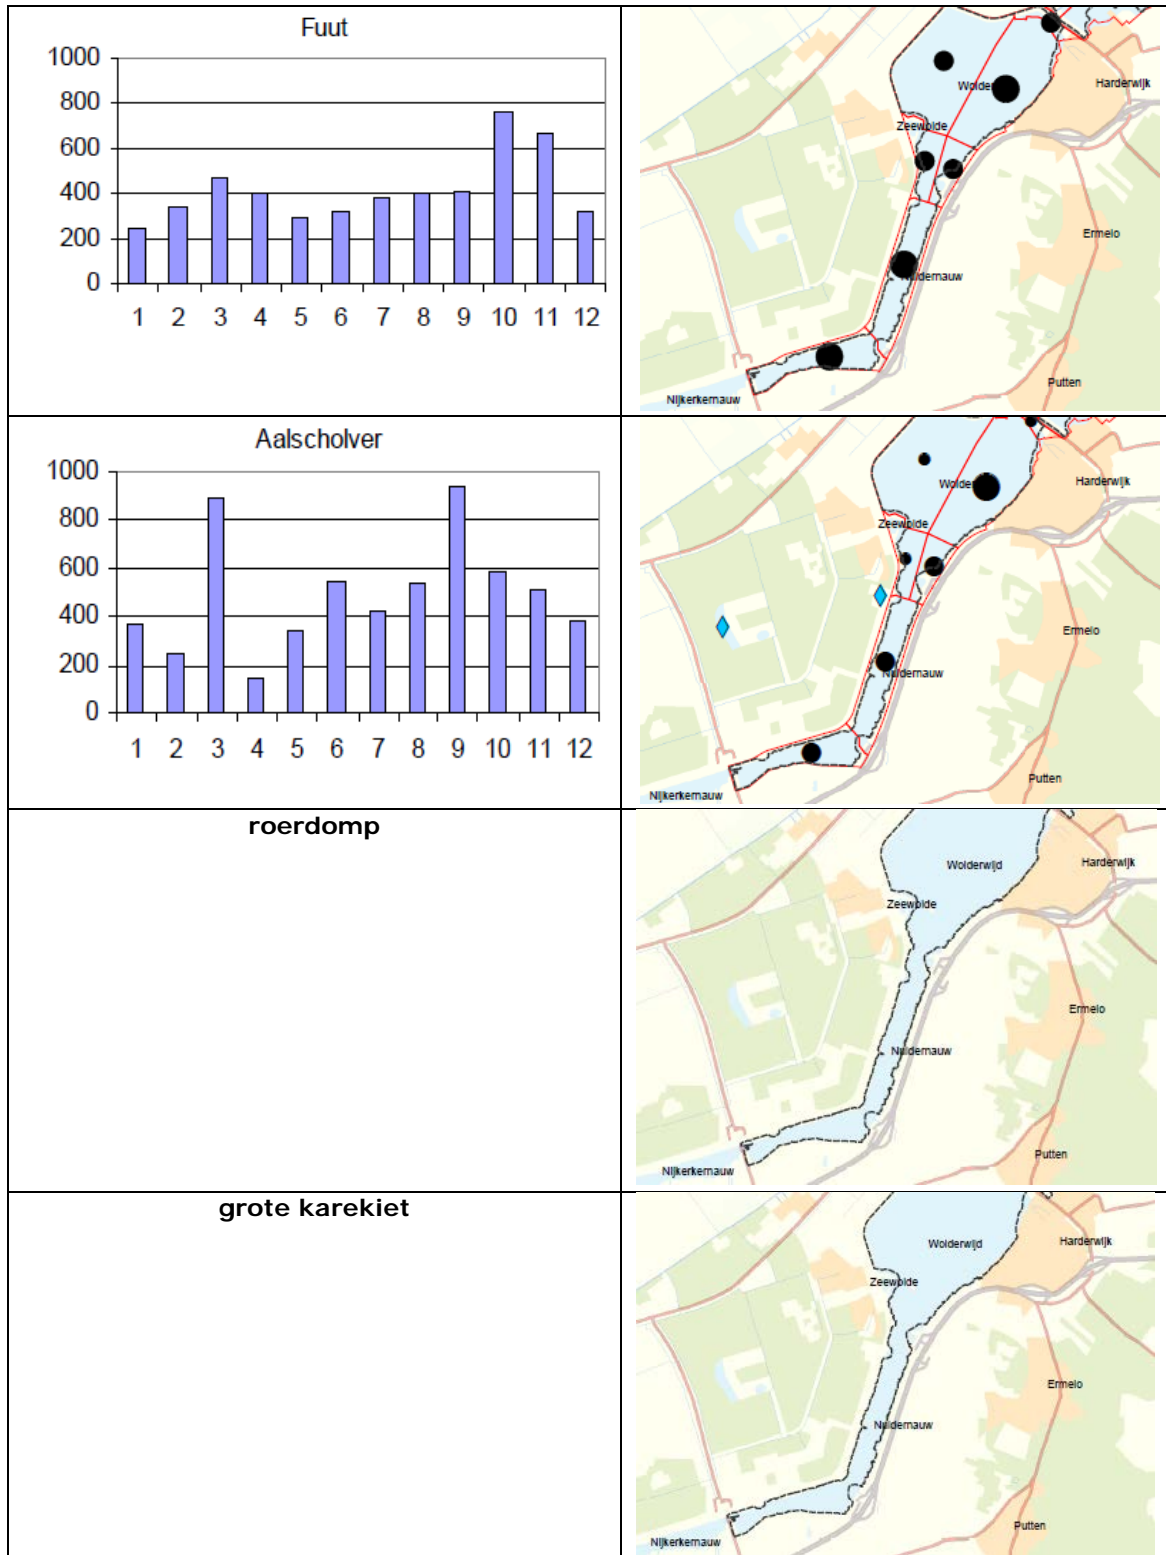 Fuut
1000
800
600
400
200
0
1 2 3 4 5 6 7 8 9 10 11 12
Harderwijk
Zeewolde
Ermelo
Nuldernauw
Putten
Nijkerkernauw
Aalscholver
1000
800
600
400
200
0
1 2 3 4 5 6 7 8 9 10 11 12
Harderwijk
Zeewolde
Ermelo
Nuldernauw
Putten
Nijkerkernauw
roerdomp
Wolderwijd
Harderwijk
Zeewolde
Ermelo
Nuldernauw
Putten
Nijkerkernauw
grote karekiet
Wolderwijd
Harderwijk
Zeewolde
Ermelo
Nuldernauw
Putten
Nijkerkernauw